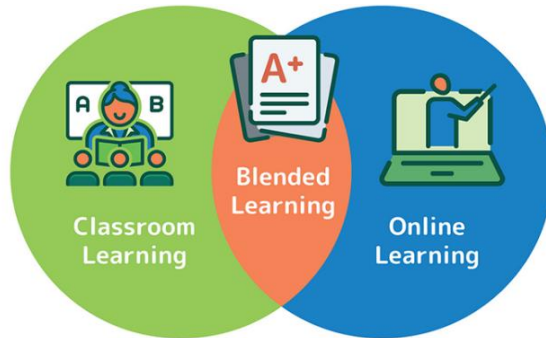 A B
A+
Classroom
Learning
Blended
Learning
Online
Learning